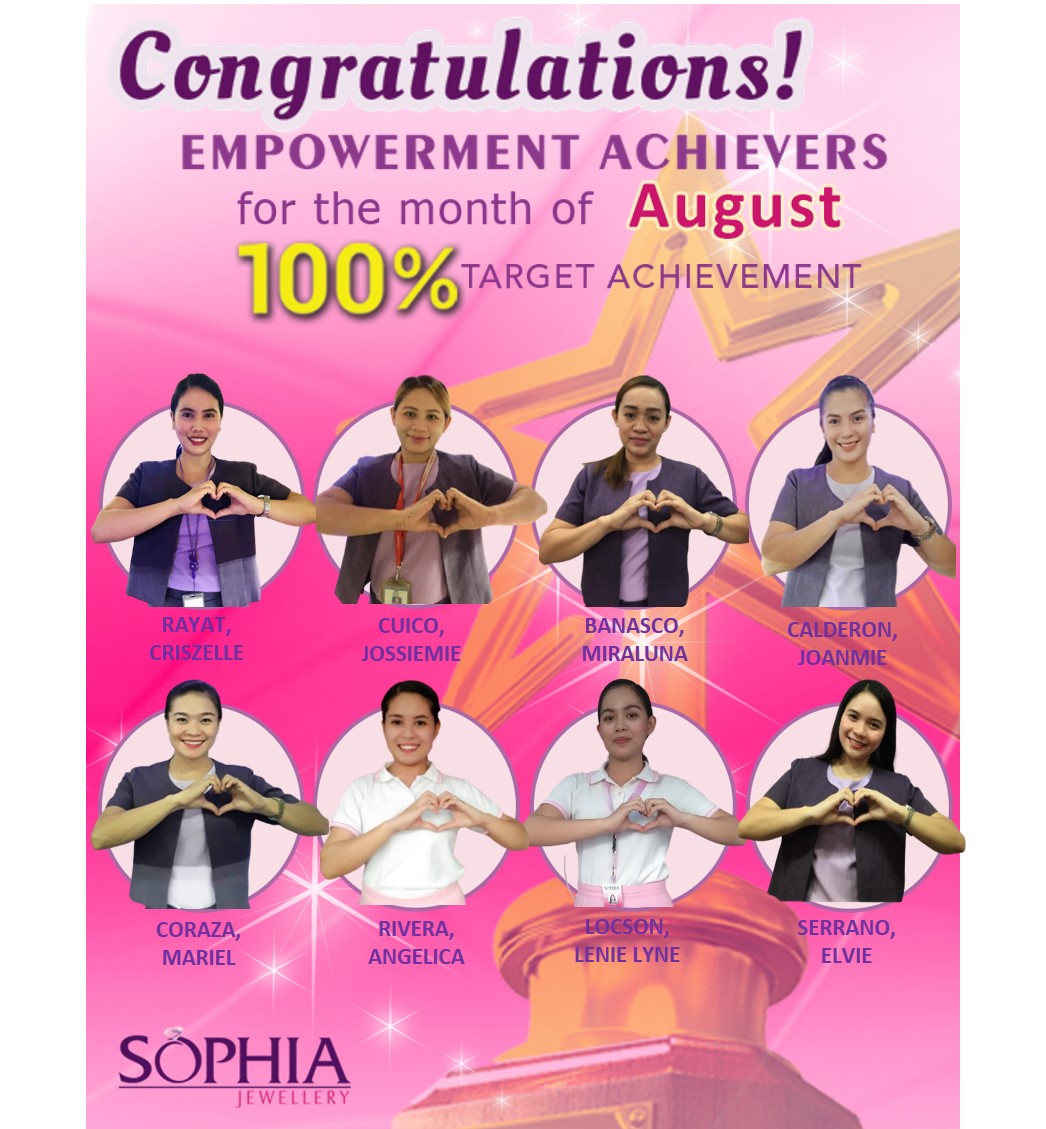 Congratulations!
EMPOWERMENT ACHIEVERS
for the month of August
100% TARGET ACHIEVEMENT
RAYAT,
CRISZELLE
CUICO,
JOSSIEMIE
BANASCO,
MIRALUNA
CALDERON,
JOANMIE
CORAZA,
MARIEL
RIVERA,
ANGELICA
LOCSON,
LENIE LYNE
SERRANO,
ELVIE
SOPHIA
SOPHIA
JEWELLERY